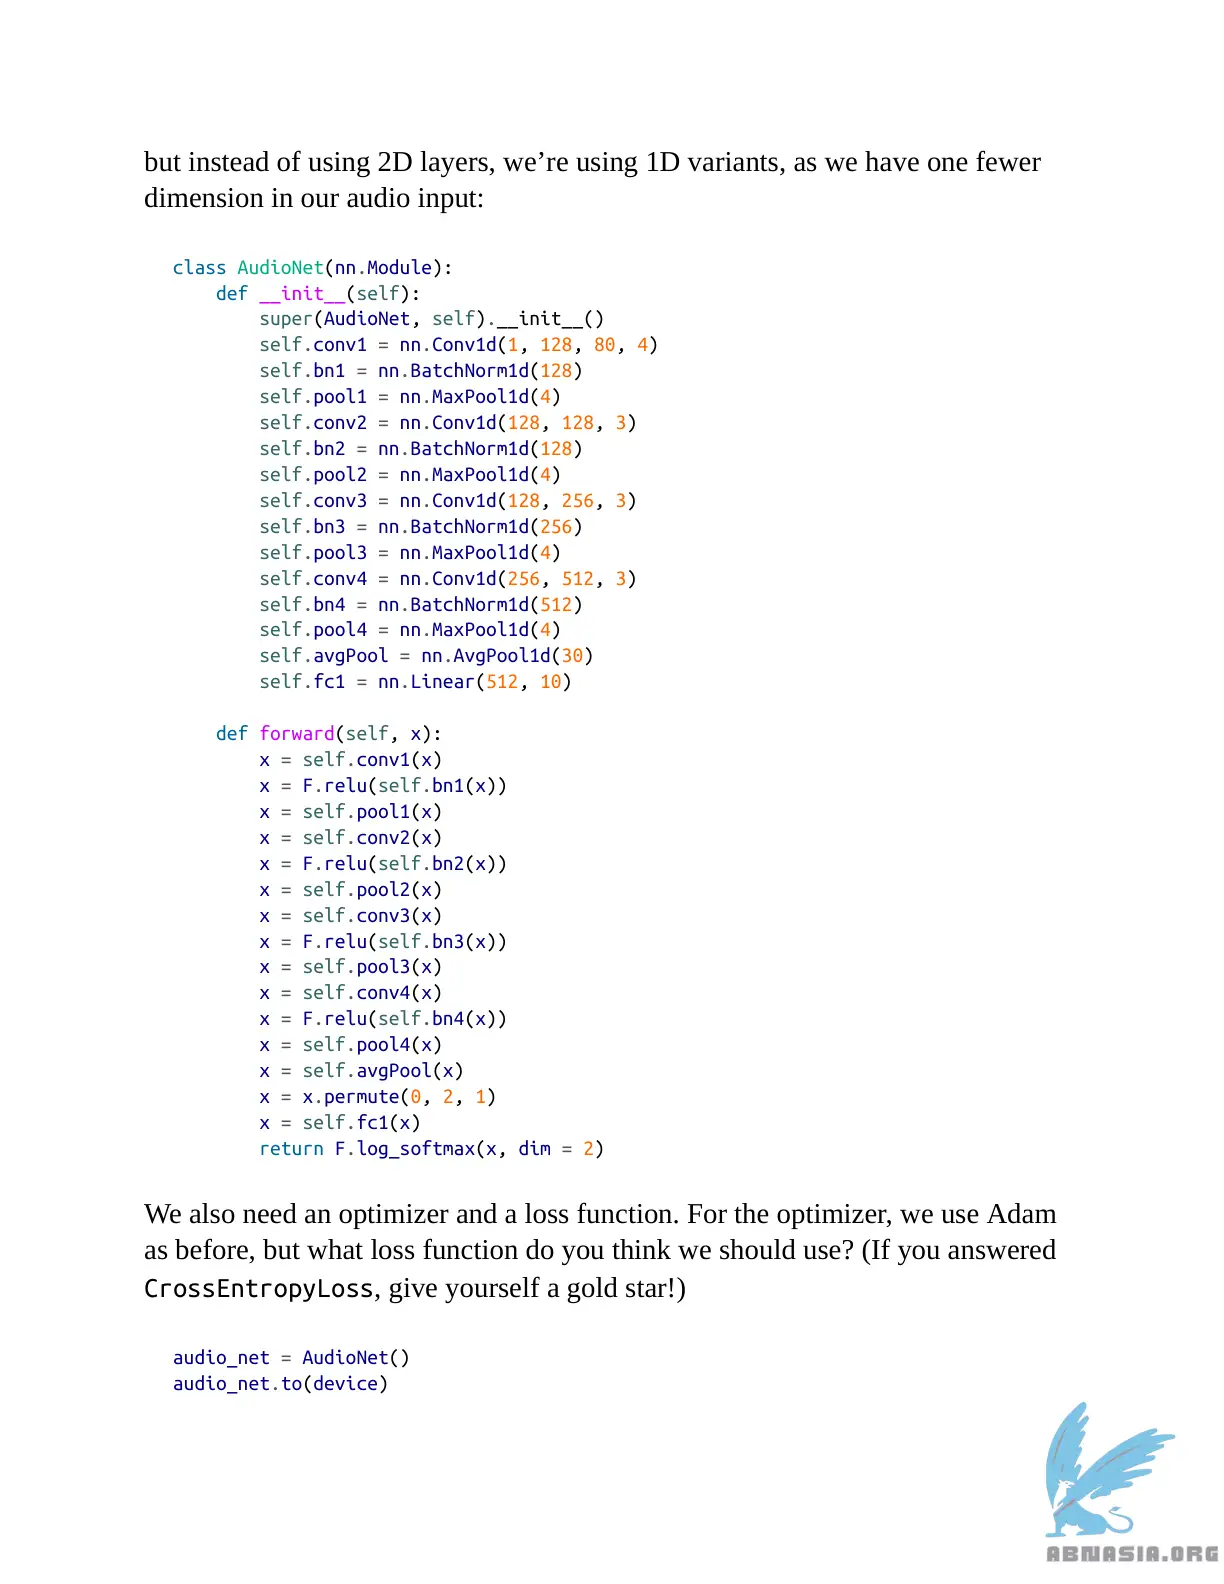 but instead of using 2D layers, we’re using 1D variants, as we have one fewer
dimension in our audio input:
class AudioNet(nn.Module):
    def __init__(self):
        super(AudioNet, self).__init__()
        self.conv1 = nn.Conv1d(1, 128, 80, 4)
        self.bn1 = nn.BatchNorm1d(128)
        self.pool1 = nn.MaxPool1d(4)
        self.conv2 = nn.Conv1d(128, 128, 3)
        self.bn2 = nn.BatchNorm1d(128)
        self.pool2 = nn.MaxPool1d(4)
        self.conv3 = nn.Conv1d(128, 256, 3)
        self.bn3 = nn.BatchNorm1d(256)
        self.pool3 = nn.MaxPool1d(4)
        self.conv4 = nn.Conv1d(256, 512, 3)
        self.bn4 = nn.BatchNorm1d(512)
        self.pool4 = nn.MaxPool1d(4)
        self.avgPool = nn.AvgPool1d(30)
        self.fc1 = nn.Linear(512, 10)
    def forward(self, x):
        x = self.conv1(x)
        x = F.relu(self.bn1(x))
        x = self.pool1(x)
        x = self.conv2(x)
        x = F.relu(self.bn2(x))
        x = self.pool2(x)
        x = self.conv3(x)
        x = F.relu(self.bn3(x))
        x = self.pool3(x)
        x = self.conv4(x)
        x = F.relu(self.bn4(x))
        x = self.pool4(x)
        x = self.avgPool(x)
        x = x.permute(0, 2, 1)
        x = self.fc1(x)
        return F.log_softmax(x, dim = 2)
We also need an optimizer and a loss function. For the optimizer, we use Adam
as before, but what loss function do you think we should use? (If you answered
CrossEntropyLoss, give yourself a gold star!)
audio_net = AudioNet()
audio_net.to(device)
ABNASIA.ORG